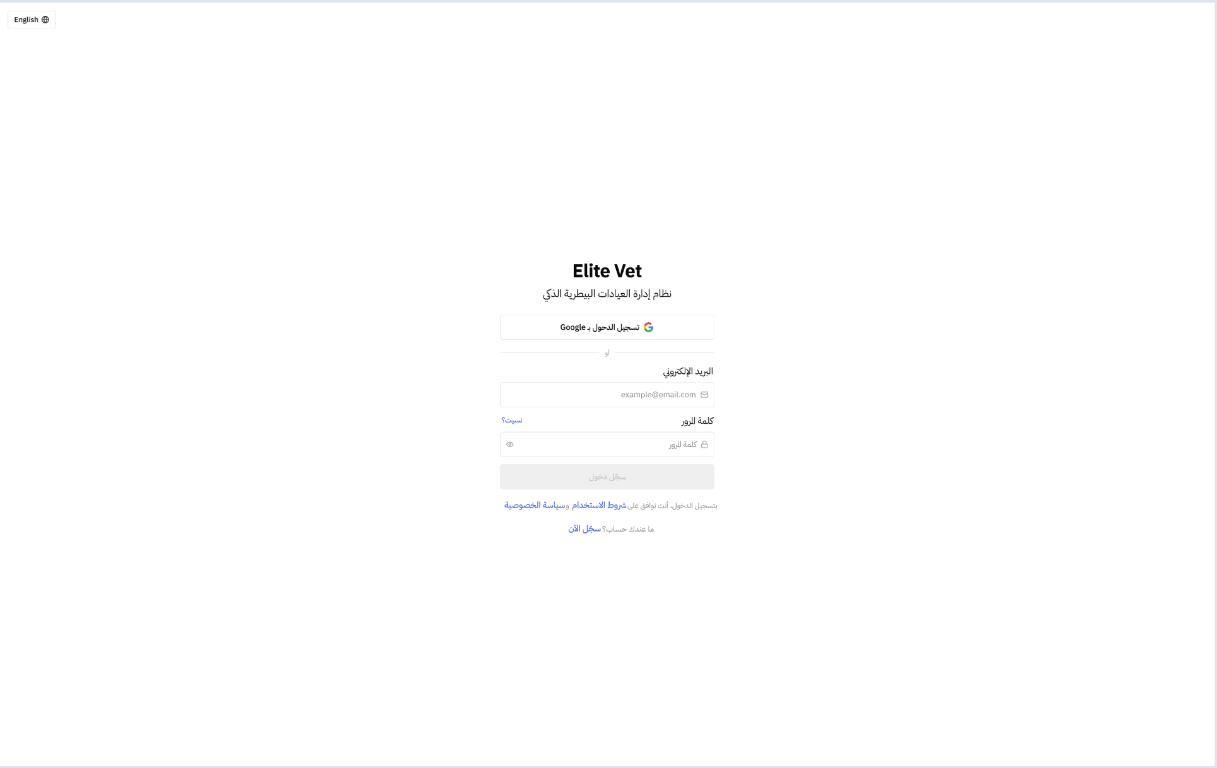 English
Elite Vet
نظام إدارة العيادات البيطرية الذكي
تسجيل الدخول بـ Google
أو
البريد الإلكتروني
example@email.com
كلمة المرور نسيت؟
كلمة المرور
سجّل دخول
بتسجيل الدخول، أنت توافق على شروط الاستخدام و سياسة الخصوصية
ما عندك حساب؟ سجّل الآن